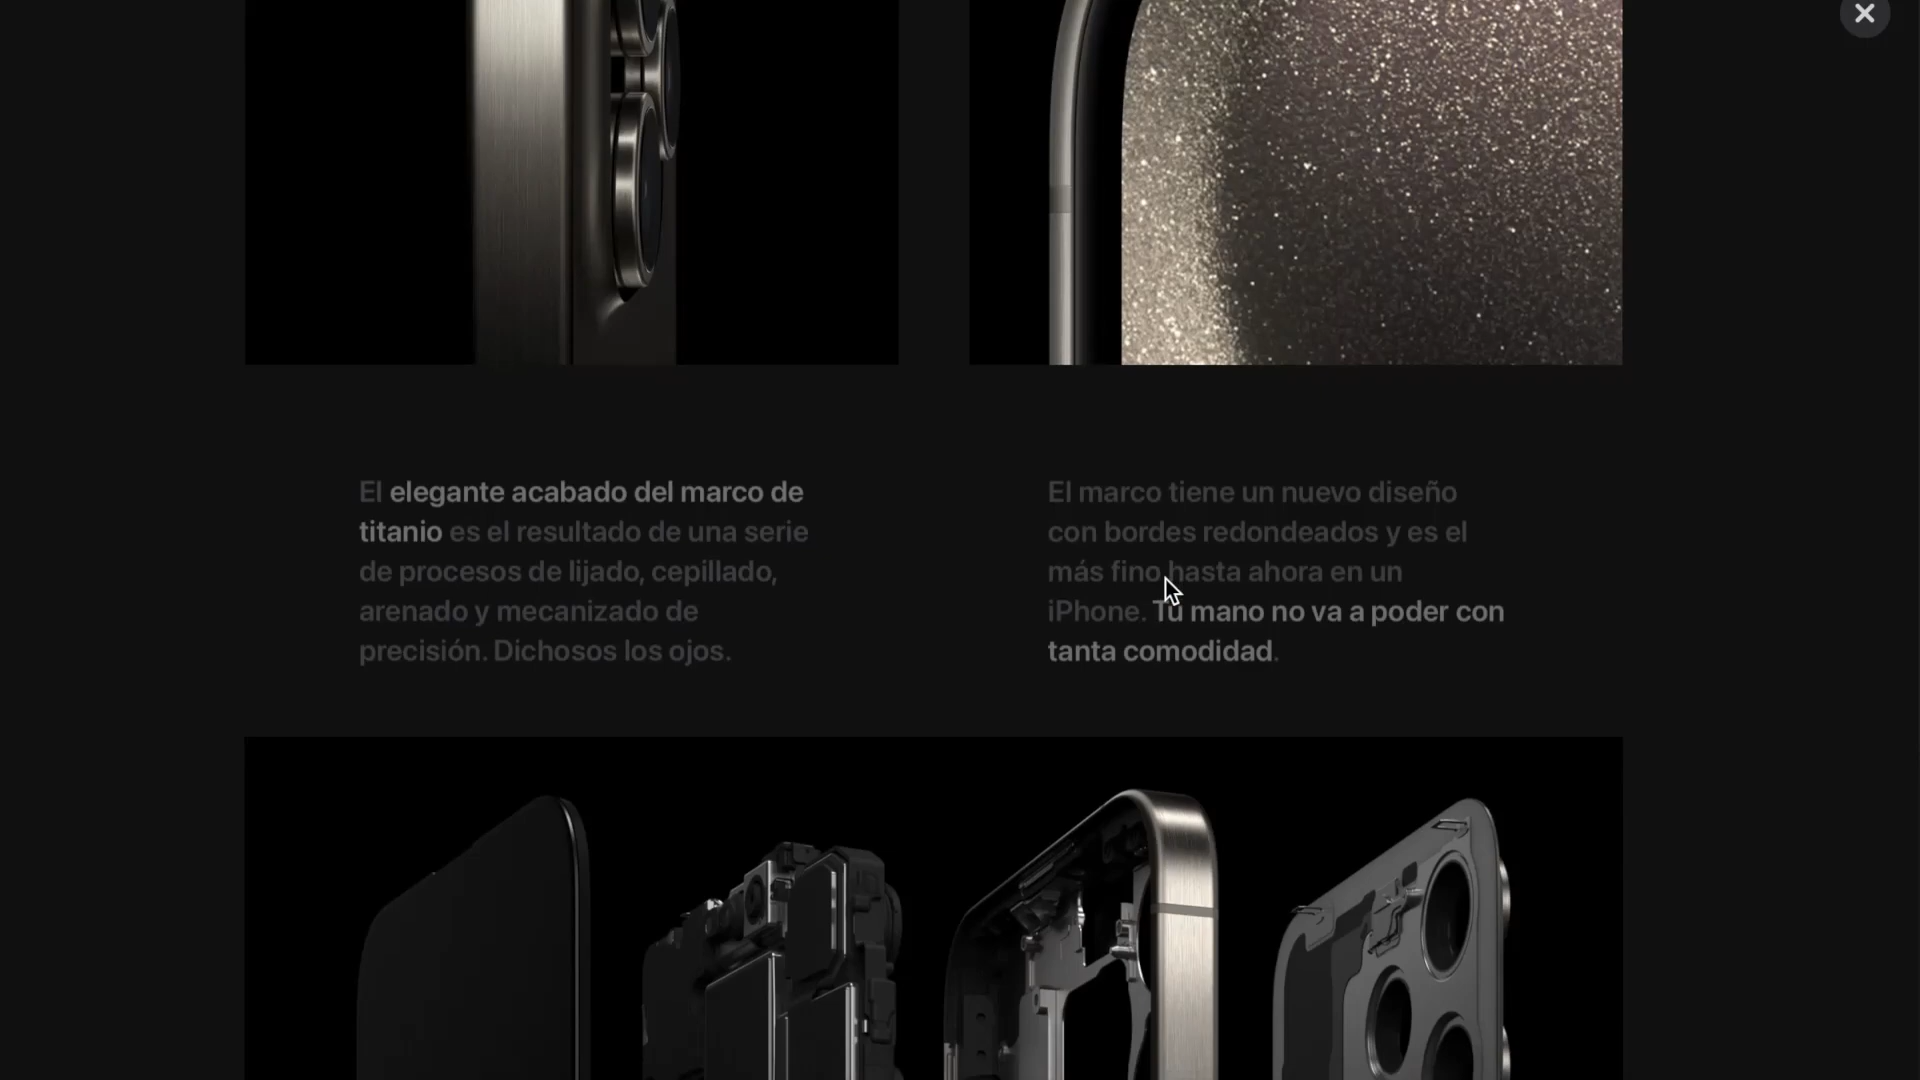 El elegante acabado del marco de
titanio es el resultado de una serie
de procesos de lijado, cepillado,
arenado y mecanizado de
precisión. Dichosos los ojos.
El marco tiene un nuevo diseño
con bordes redondeados y es el
más fino hasta ahora en un
iPhone. Tu mano no va a poder con
tanta comodidad.